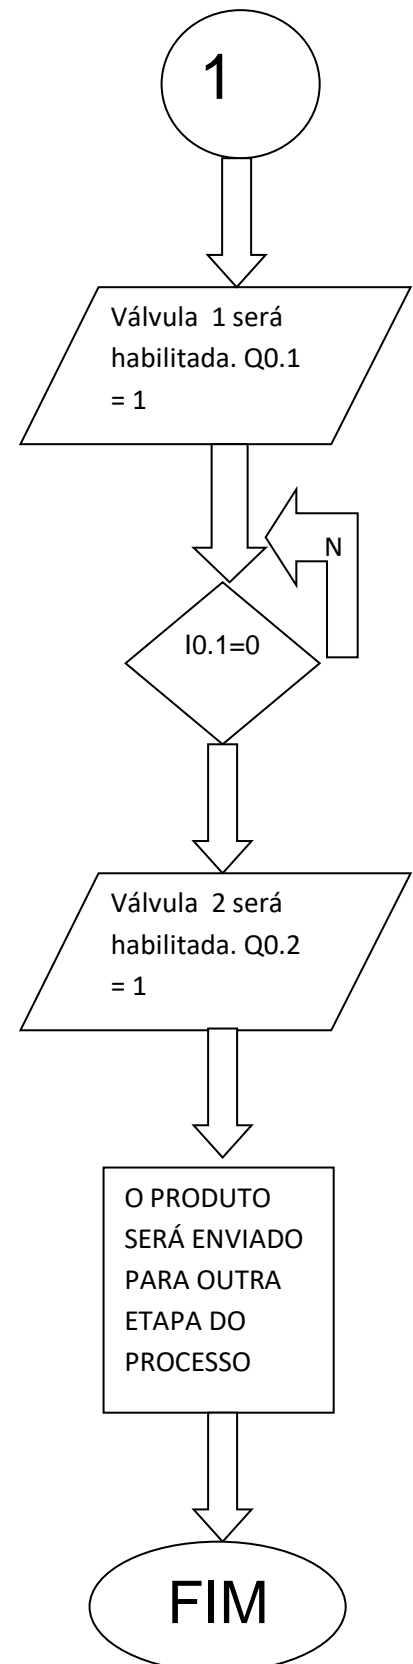 1
Válvula 1 será
habilitada. Q0.1
= 1
N
I0.1=0
Válvula 2 será
habilitada. Q0.2
= 1
O PRODUTO
SERÁ ENVIADO
PARA OUTRA
ETAPA DO
PROCESSO
FIM